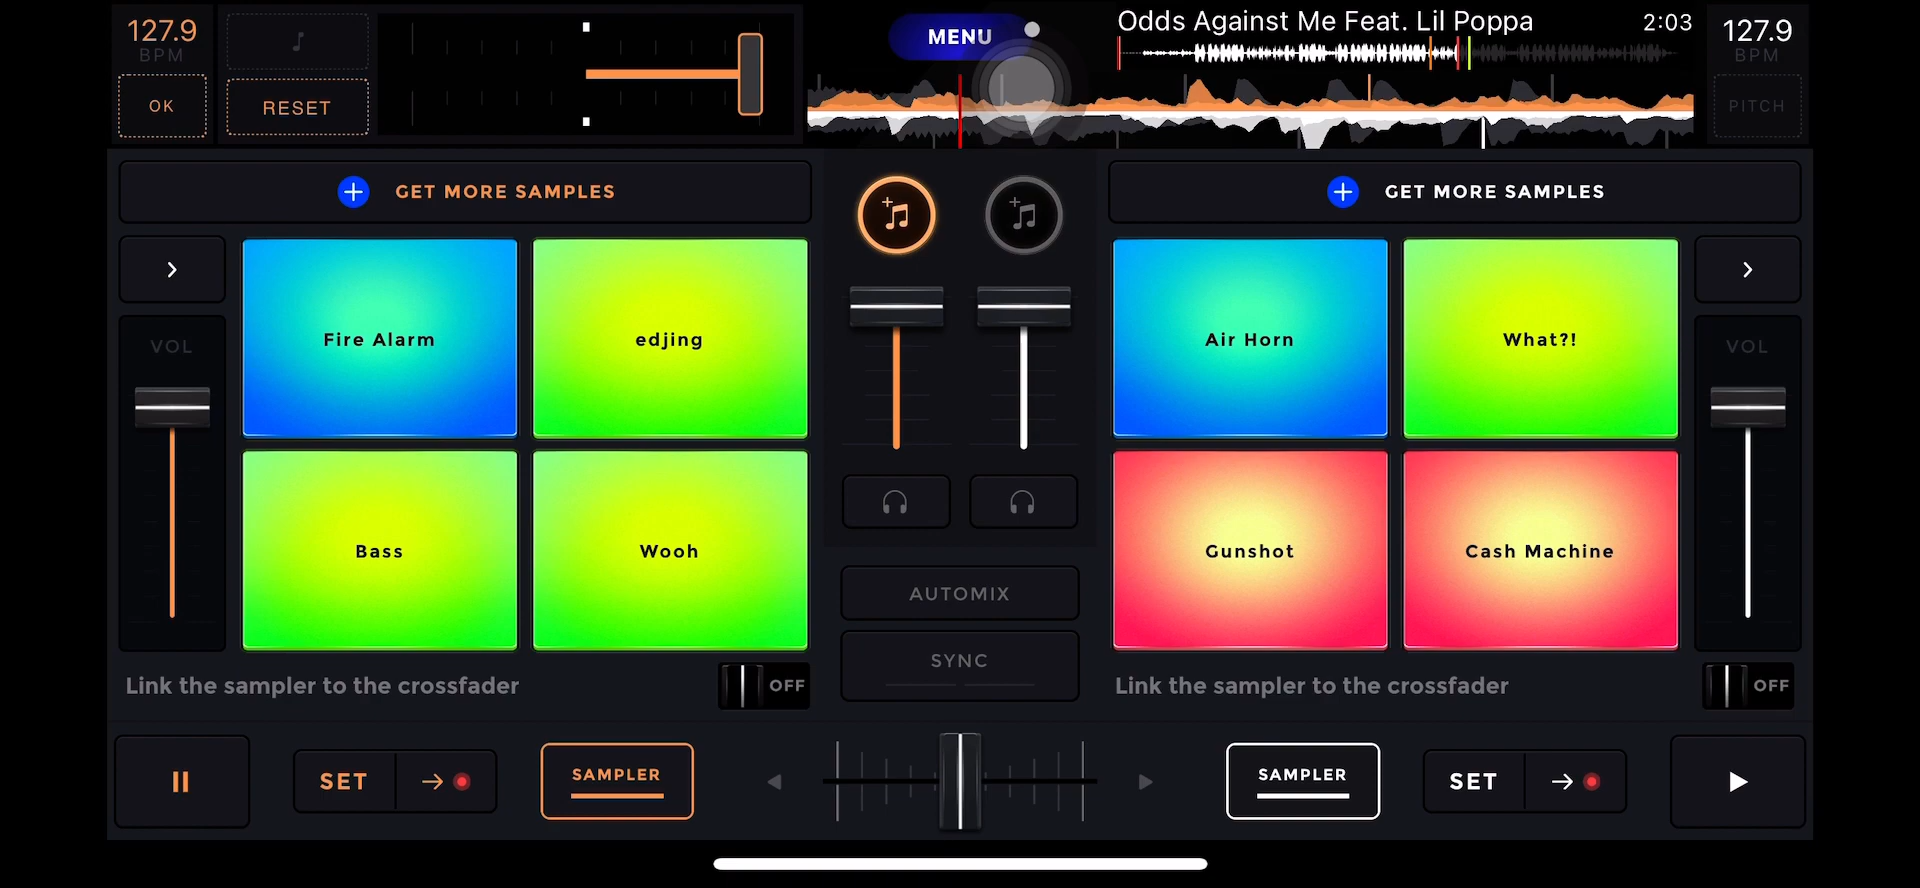 127.9
BPM
OK
RESET
MENU
Odds Against Me Feat. Lil Poppa
2:03
127.9
BPM
PITCH
GET MORE SAMPLES
GET MORE SAMPLES
VOL
Fire Alarm
edjing
Bass
Wooh
Air Horn
What?!
Gunshot
Cash Machine
VOL
AUTOMIX
SYNC
Link the sampler to the crossfader
OFF
Link the sampler to the crossfader
OFF
SET
SAMPLER
SAMPLER
SET